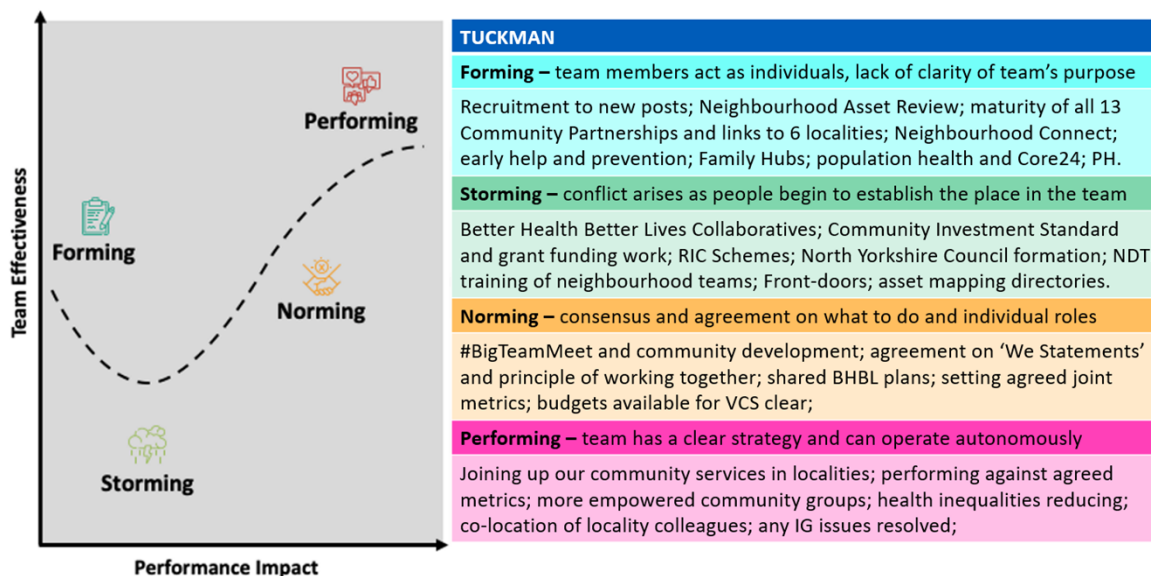 Team Effectiveness
Performing
Forming
Norming
Storming
Performance Impact
TUCKMAN
Forming – team members act as individuals, lack of clarity of team’s purpose
Recruitment to new posts; Neighbourhood Asset Review; maturity of all 13
Community Partnerships and links to 6 localities; Neighbourhood Connect;
early help and prevention; Family Hubs; population health and Core24; PH.
Storming – conflict arises as people begin to establish the place in the team
Better Health Better Lives Collaboratives; Community Investment Standard
and grant funding work; RIC Schemes; North Yorkshire Council formation; NDT
training of neighbourhood teams; Front-doors; asset mapping directories.
Norming – consensus and agreement on what to do and individual roles
#BigTeamMeet and community development; agreement on ‘We Statements’
and principle of working together; shared BHBL plans; setting agreed joint
metrics; budgets available for VCS clear;
Performing – team has a clear strategy and can operate autonomously
Joining up our community services in localities; performing against agreed
metrics; more empowered community groups; health inequalities reducing;
co-location of locality colleagues; any IG issues resolved;